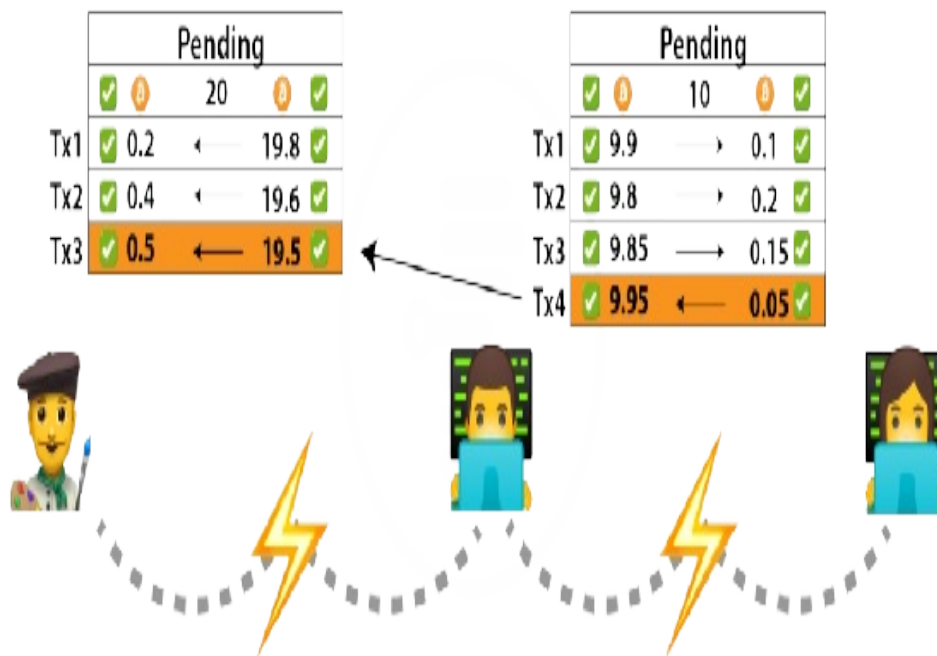 Pending
20
Tx1 0.2 19.8
Tx2 0.4 19.6
Tx3 0.5 19.5
Pending
10
Tx1 9.9 0.1
Tx2 9.8 0.2
Tx3 9.85 0.15
Tx4 9.95 0.05